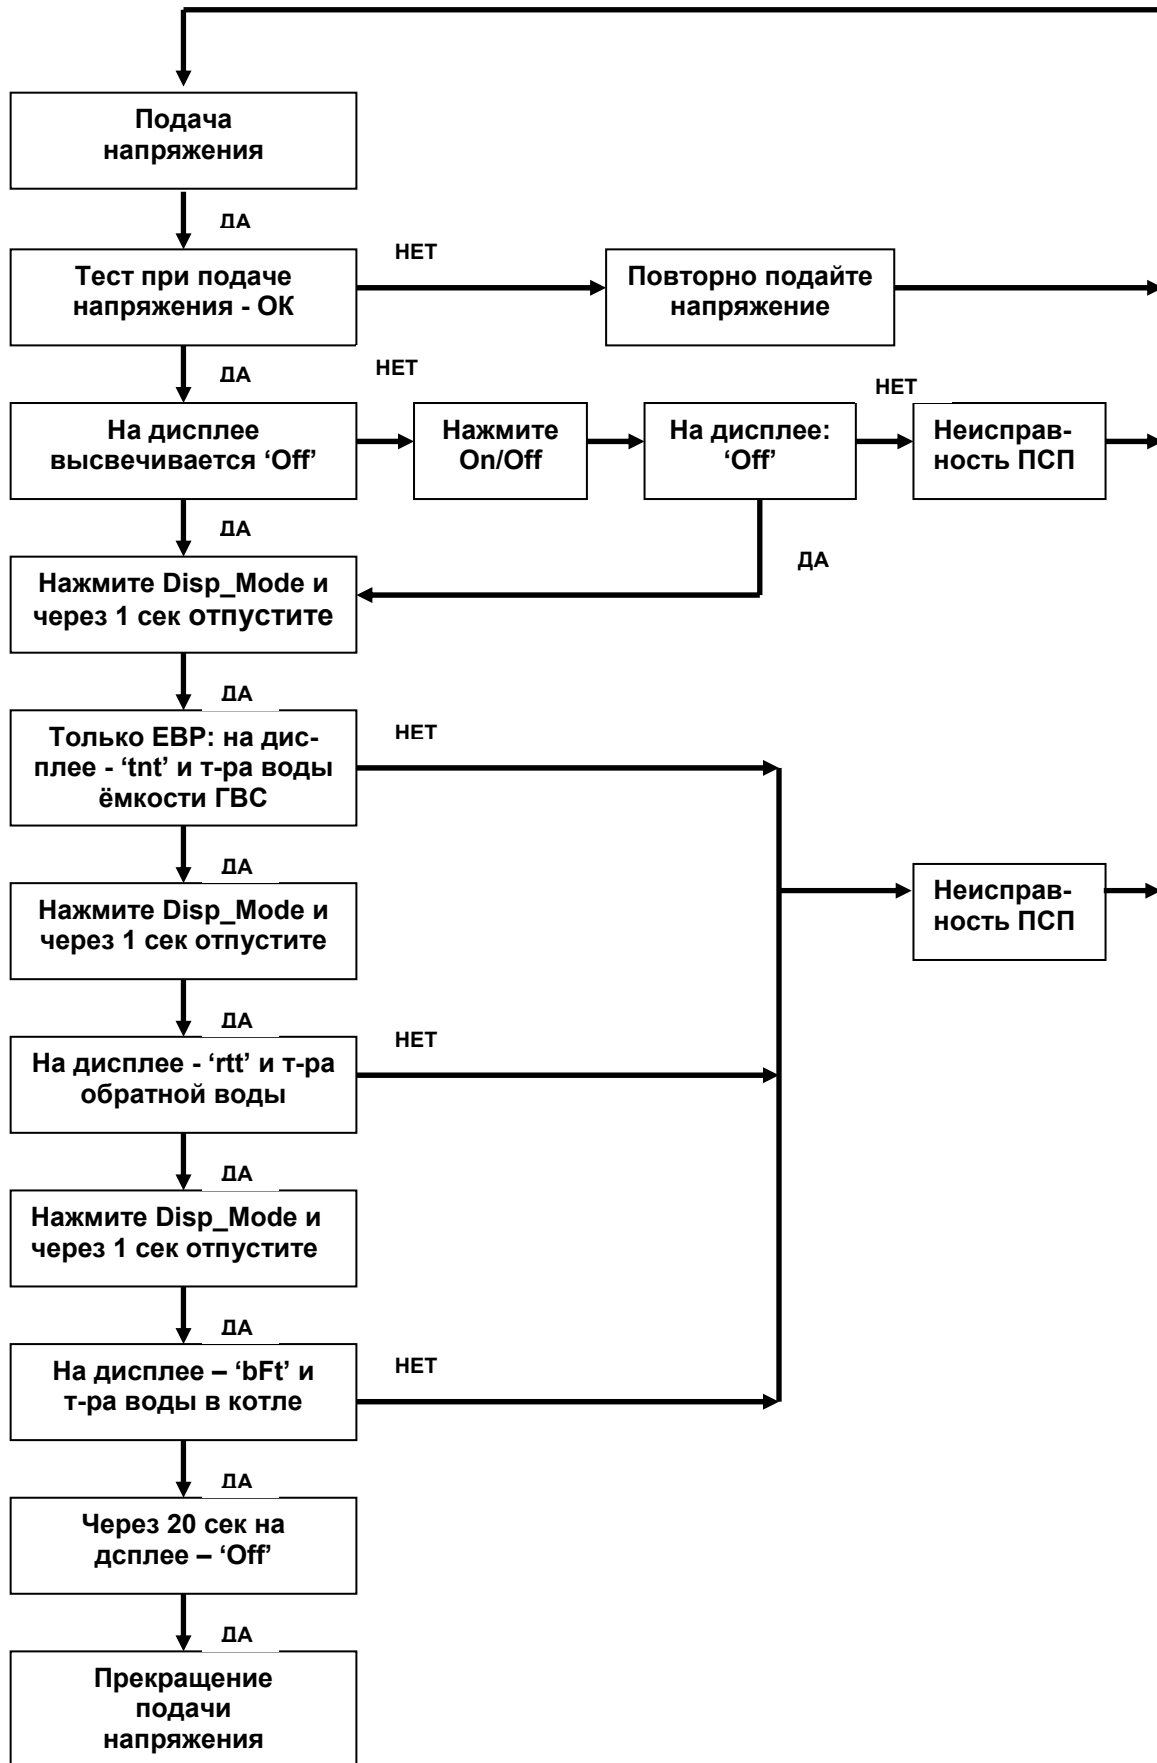 Подача
напряжения
ДА
Тест при подаче
напряжения - ОК
НЕТ
Повторно подайте
напряжение
ДА
НЕТ
НЕТ
На дисплее
высвечивается ‘Off’
Нажмите
On/Off
На дисплее:
‘Off’
Неисправ-
ность ПСП
ДА
ДА
Нажмите Disp_Mode и
через 1 сек отпустите
ДА
Только EBP: на дис-
плее - ‘tnt’ и т-ра воды
ёмкости ГВС
НЕТ
ДА
Нажмите Disp_Mode и
через 1 сек отпустите
Неисправ-
ность ПСП
ДА
На дисплее - ‘rtt’ и т-ра
обратной воды
НЕТ
ДА
Нажмите Disp_Mode и
через 1 сек отпустите
ДА
На дисплее – ‘bFt’ и
т-ра воды в котле
НЕТ
ДА
Через 20 сек на
дсплее – ‘Off’
ДА
Прекращение
подачи
напряжения